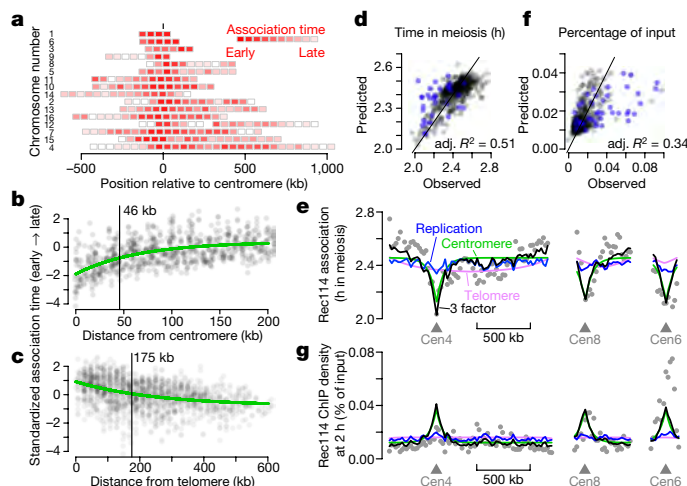 a
Association time
Early Late
Chromosome number
1
6
3
9
8
5
11
10
14
2
13
16
12
7
15
4
−500 0 500 1,000
Position relative to centromere (kb)
b
46 kb
2
0
−2
−4
0 50 100 150 200
Distance from centromere (kb)
Standardized association time (early → late)
c
175 kb
2
0
−2
−4
0 200 400 600
Distance from telomere (kb)
d
Time in meiosis (h)
Predicted
2.6
2.4
2.0
2.0 2.2 2.4 2.6 2.8
adj. R² = 0.51
Observed
f
Percentage of input
Predicted
0.04
0.02
0
0 0.04 0.08
adj. R² = 0.34
Observed
e
Rec114 association
(h in meiosis)
2.8
2.4
2.0
Replication
Centromere
Telomere
3 factor
500 kb
Cen4 Cen8 Cen6
g
Rec114 ChIP density
at 2 h (% of input)
0.08
0.04
0.00
500 kb
Cen4 Cen8 Cen6